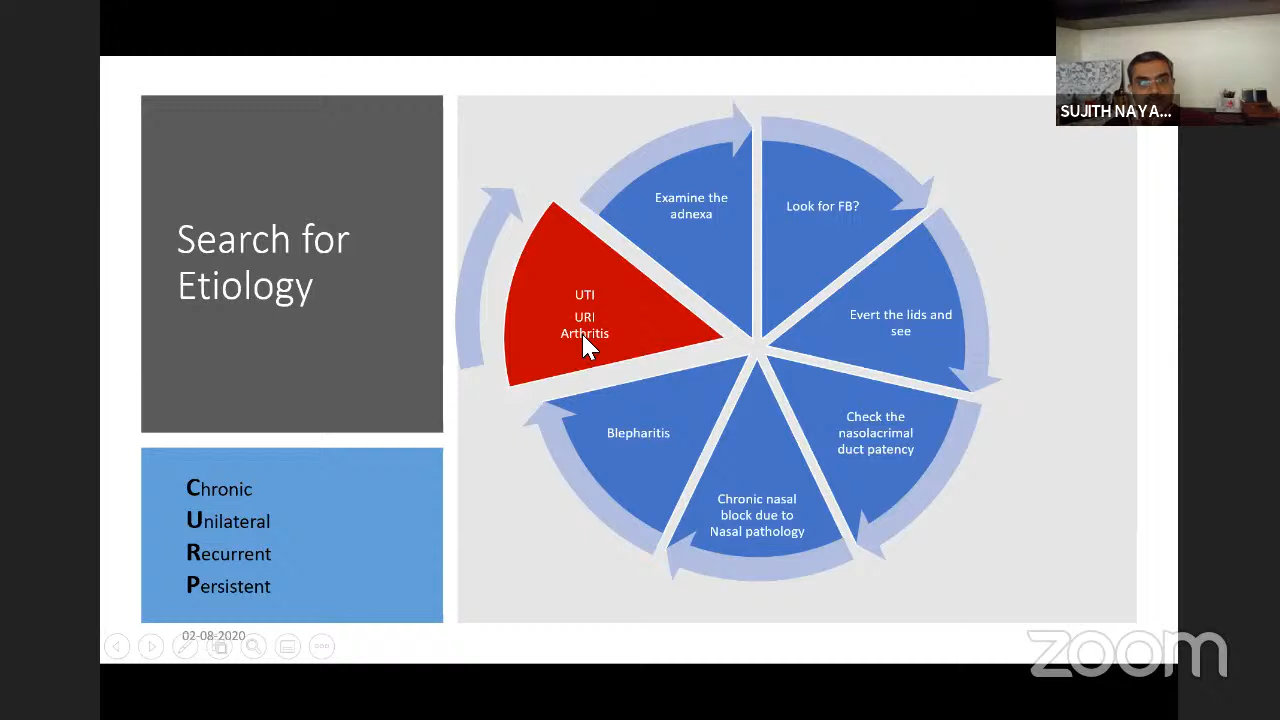 SUJITH NAYA...
Search for
Etiology
Chronic
Unilateral
Recurrent
Persistent
Examine the
adnexa
Look for FB?
Evert the lids and
see
Check the
nasolacrimal
duct patency
Chronic nasal
block due to
Nasal pathology
Blepharitis
UTI
URI
Arthritis
02-08-2020
zoom